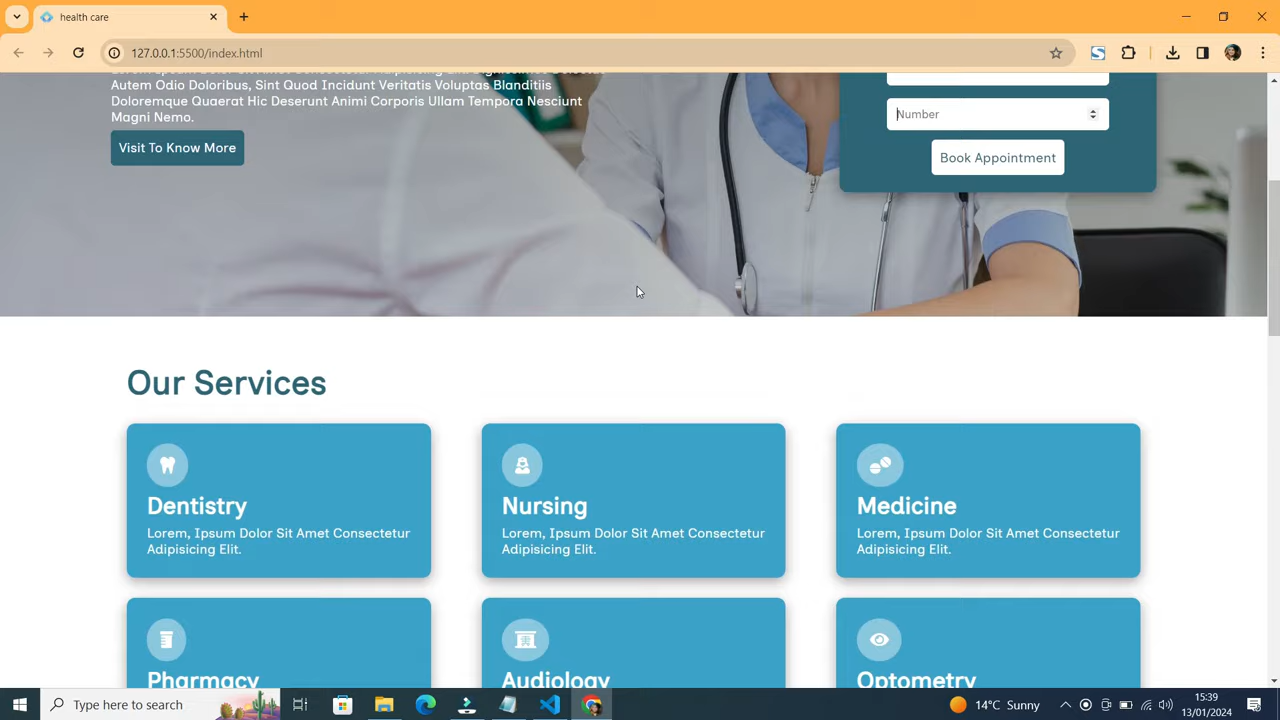 health care
127.0.0.1:5500/index.html
Autem Odio Doloribus, Sint Quod Incidunt Veritatis Voluptas Blanditiis
Doloremque Quaerat Hic Deserunt Animi Corporis Ullam Tempora Nesciunt
Magni Nemo.
Visit To Know More
Number
Book Appointment
Our Services
Dentistry
Lorem, Ipsum Dolor Sit Amet Consectetur
Adipisicing Elit.
Nursing
Lorem, Ipsum Dolor Sit Amet Consectetur
Adipisicing Elit.
Medicine
Lorem, Ipsum Dolor Sit Amet Consectetur
Adipisicing Elit.
Pharmacy
Audiology
Optometry
Type here to search
14°C Sunny
15:39
13/01/2024